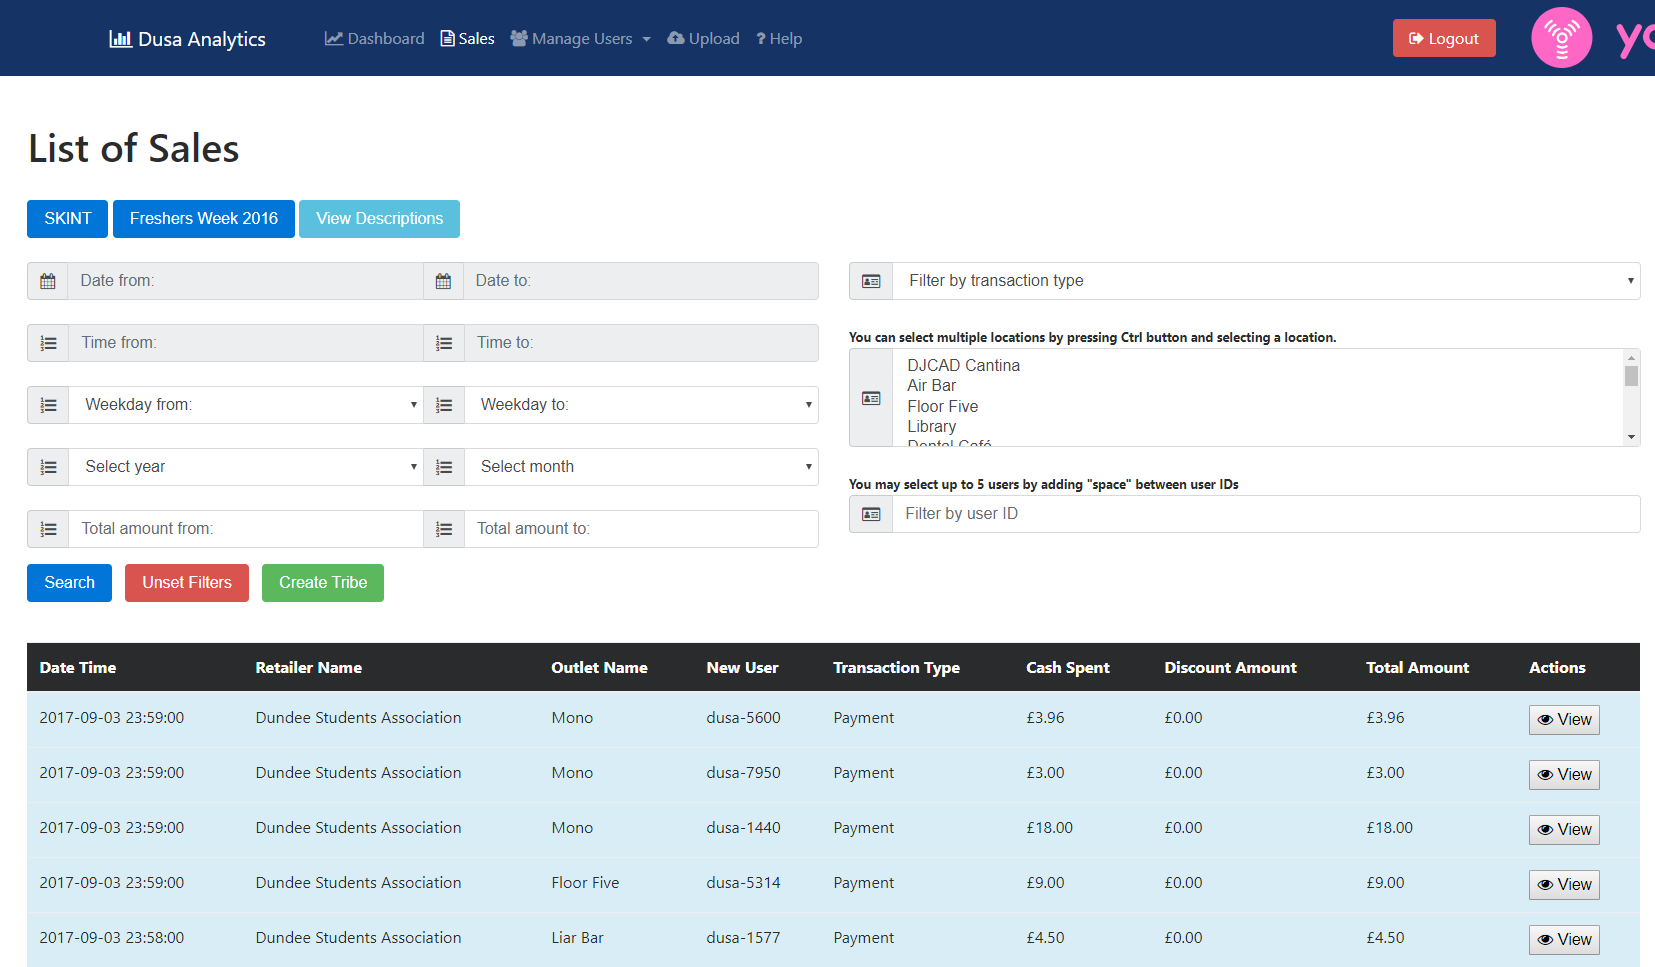 Dusa Analytics Dashboard Sales Manage Users Upload ? Help Logout yo
List of Sales
SKINT Freshers Week 2016 View Descriptions
Date from: Date to:
Time from: Time to:
Weekday from: Weekday to:
Select year Select month
Total amount from: Total amount to:
Filter by transaction type
You can select multiple locations by pressing Ctrl button and selecting a location.
DJCAD Cantina
Air Bar
Floor Five
Library
Dental Café
You may select up to 5 users by adding "space" between user IDs
Filter by user ID
Search Unset Filters Create Tribe
Date Time Retailer Name Outlet Name New User Transaction Type Cash Spent Discount Amount Total Amount Actions
2017-09-03 23:59:00 Dundee Students Association Mono dusa-5600 Payment £3.96 £0.00 £3.96 View
2017-09-03 23:59:00 Dundee Students Association Mono dusa-7950 Payment £3.00 £0.00 £3.00 View
2017-09-03 23:59:00 Dundee Students Association Mono dusa-1440 Payment £18.00 £0.00 £18.00 View
2017-09-03 23:59:00 Dundee Students Association Floor Five dusa-5314 Payment £9.00 £0.00 £9.00 View
2017-09-03 23:58:00 Dundee Students Association Liar Bar dusa-1577 Payment £4.50 £0.00 £4.50 View